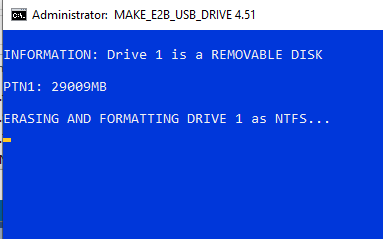 Administrator: MAKE_E2B_USB_DRIVE 4.51
INFORMATION: Drive 1 is a REMOVABLE DISK
PTN1: 29009MB
ERASING AND FORMATTING DRIVE 1 as NTFS...